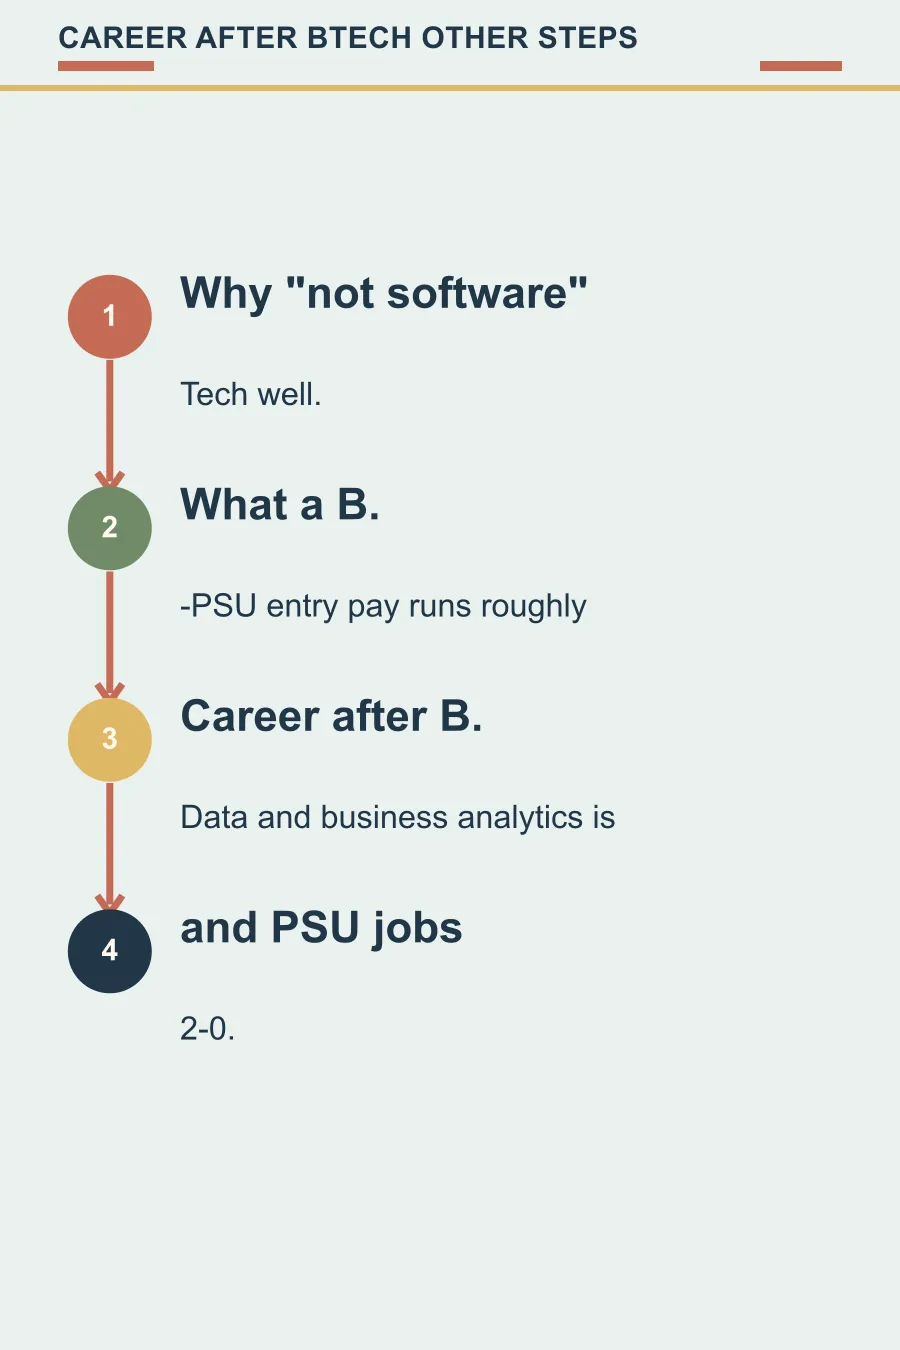 CAREER AFTER BTECH OTHER STEPS
1
Why "not software"
Tech well.
2
What a B.
-PSU entry pay runs roughly
3
Career after B.
Data and business analytics is
4
and PSU jobs
2-0.